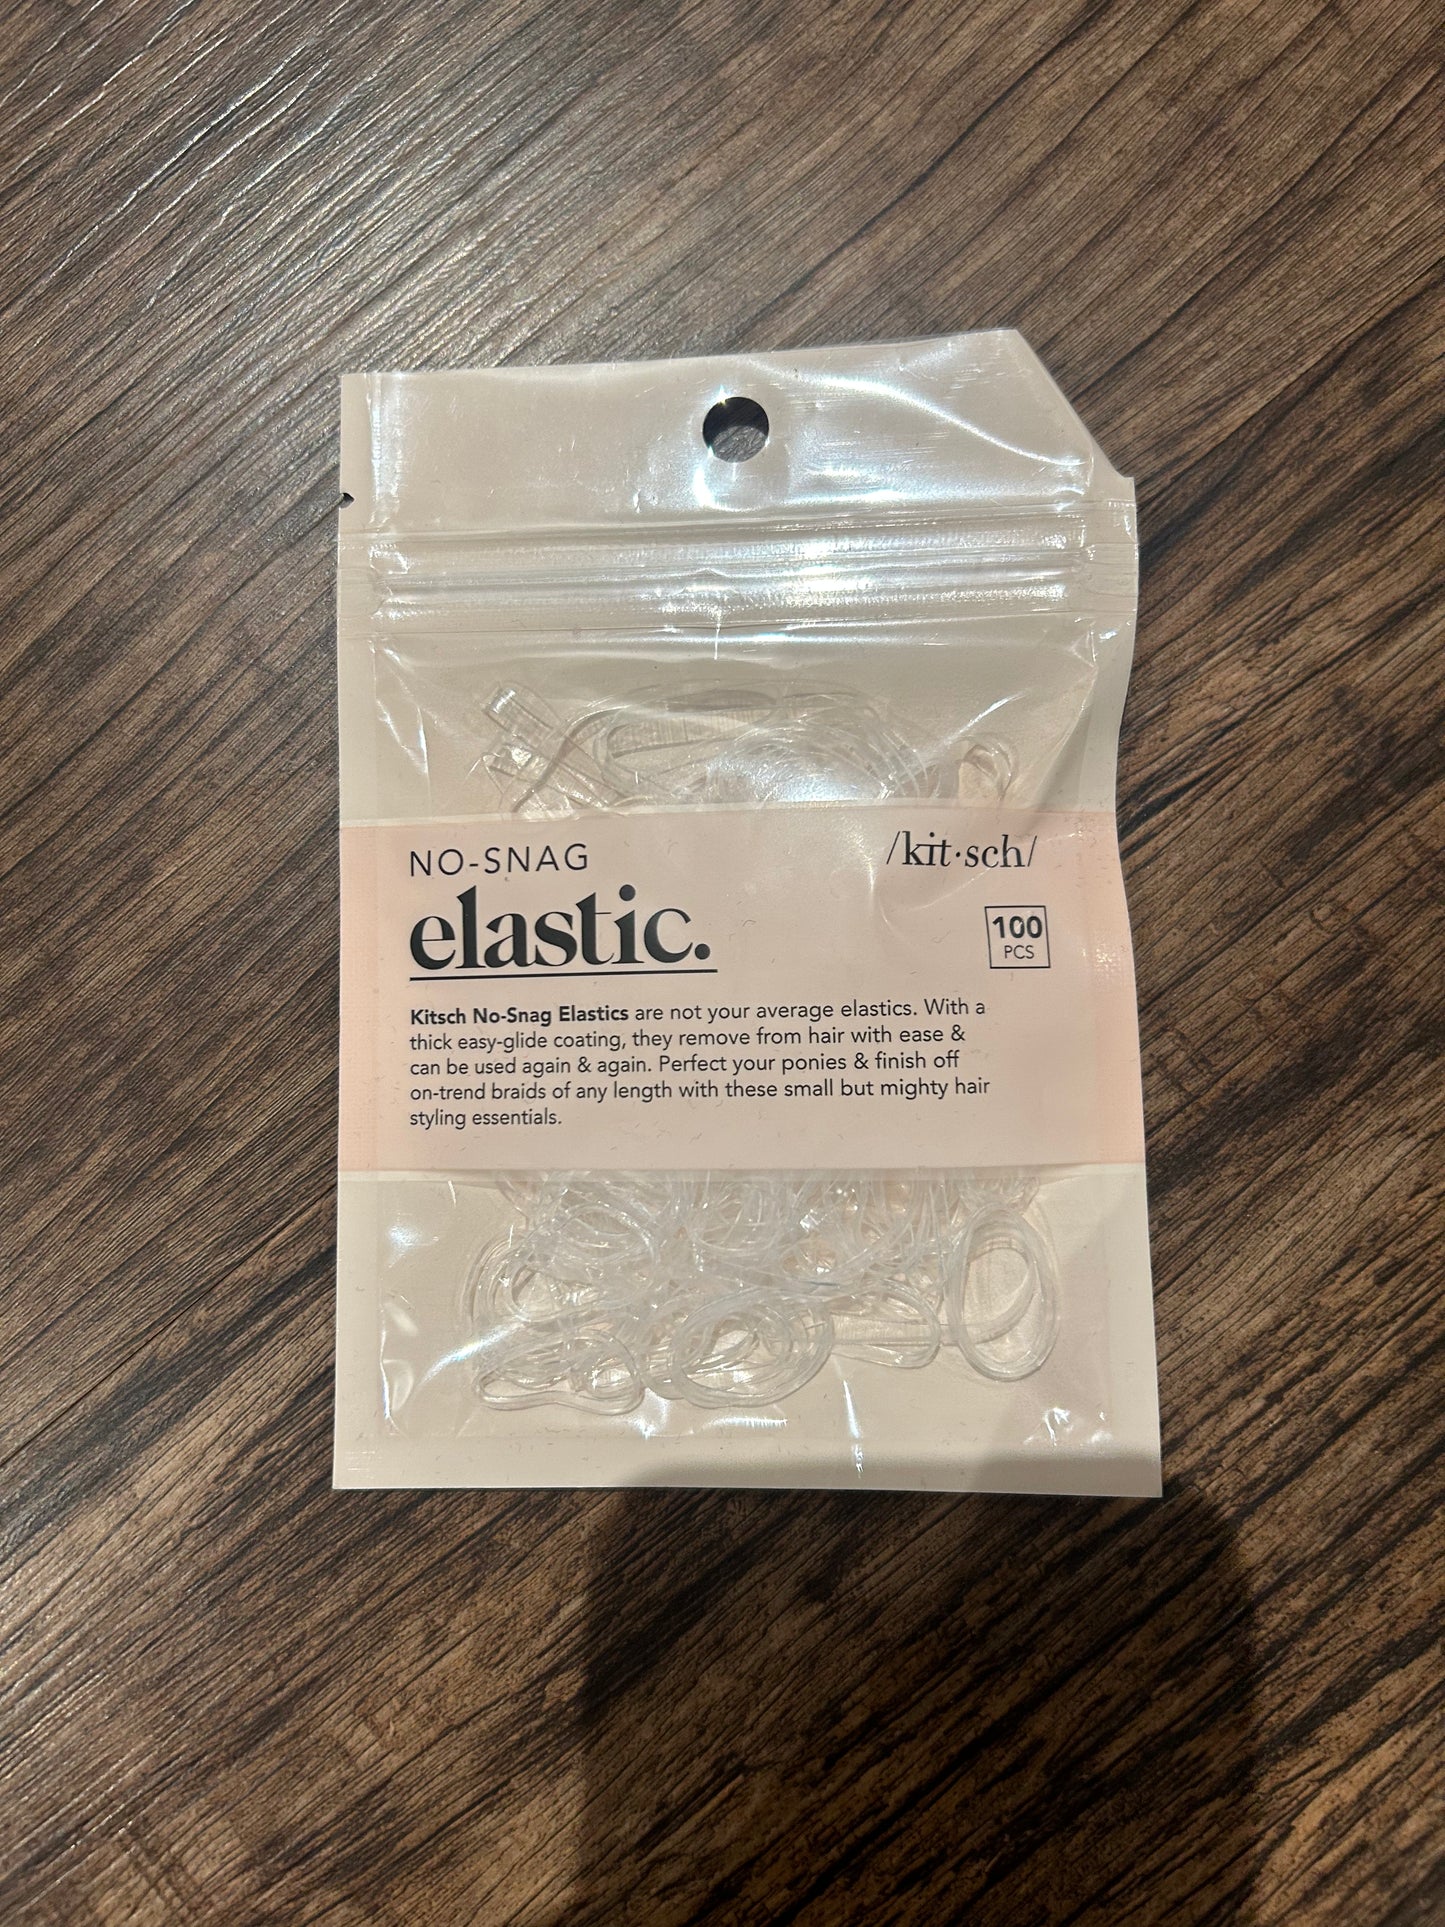 NO-SNAG
/kit·sch/
elastic.
100
PCS
Kitsch No-Snag Elastics are not your average elastics. With a
thick easy-glide coating, they remove from hair with ease &
can be used again & again. Perfect your ponies & finish off
on-trend braids of any length with these small but mighty hair
styling essentials.